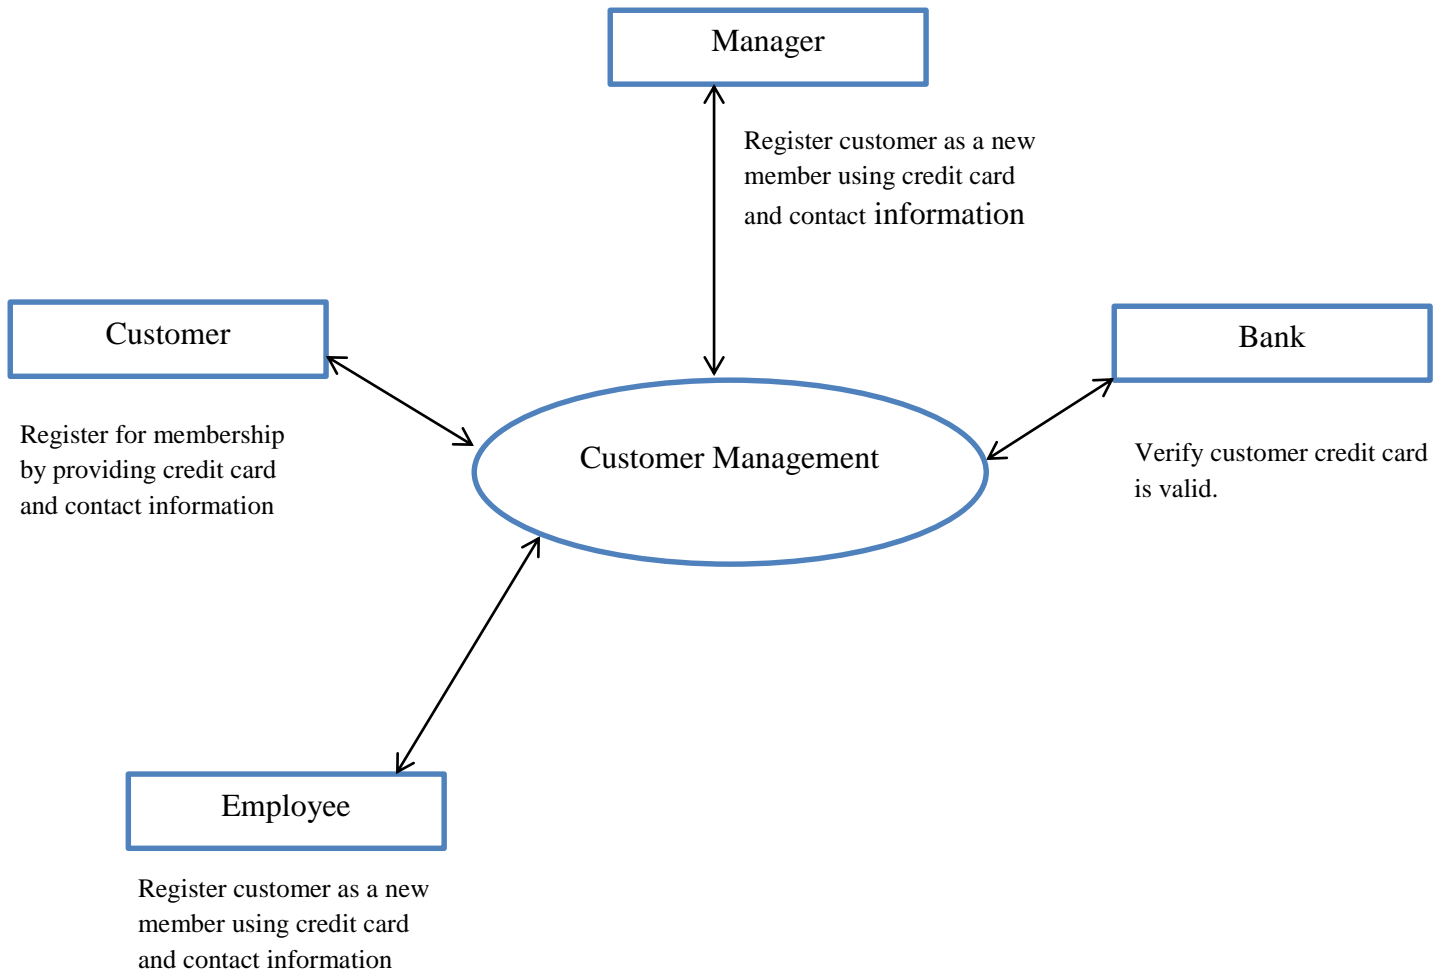 Manager
Register customer as a new
member using credit card
and contact information
Customer
Bank
Register for membership
by providing credit card
and contact information
Customer Management
Verify customer credit card
is valid.
Employee
Register customer as a new
member using credit card
and contact information